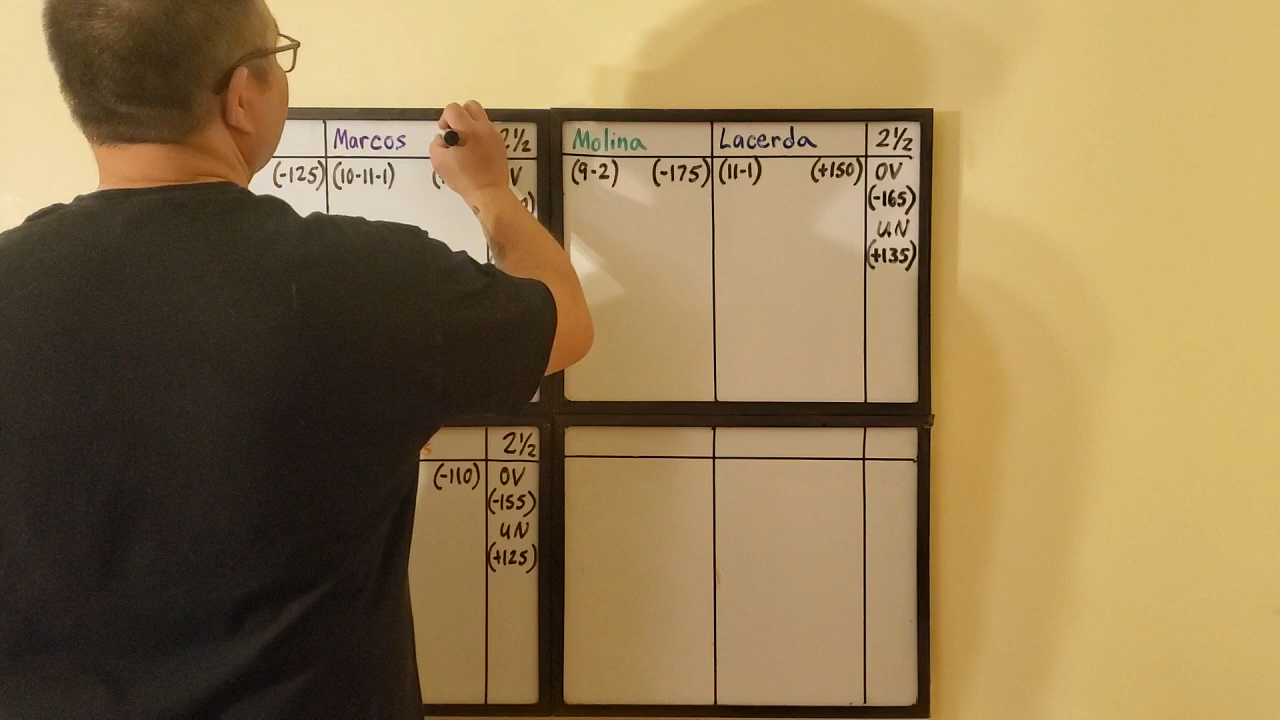 Marcos 2½
(-125) (10-11-1)
Molina Lacerda 2½
(9-2) (-175) (11-1) (+150) OV
(-165)
UN
(+135)
2½
(-110) OV
(-155)
UN
(+125)